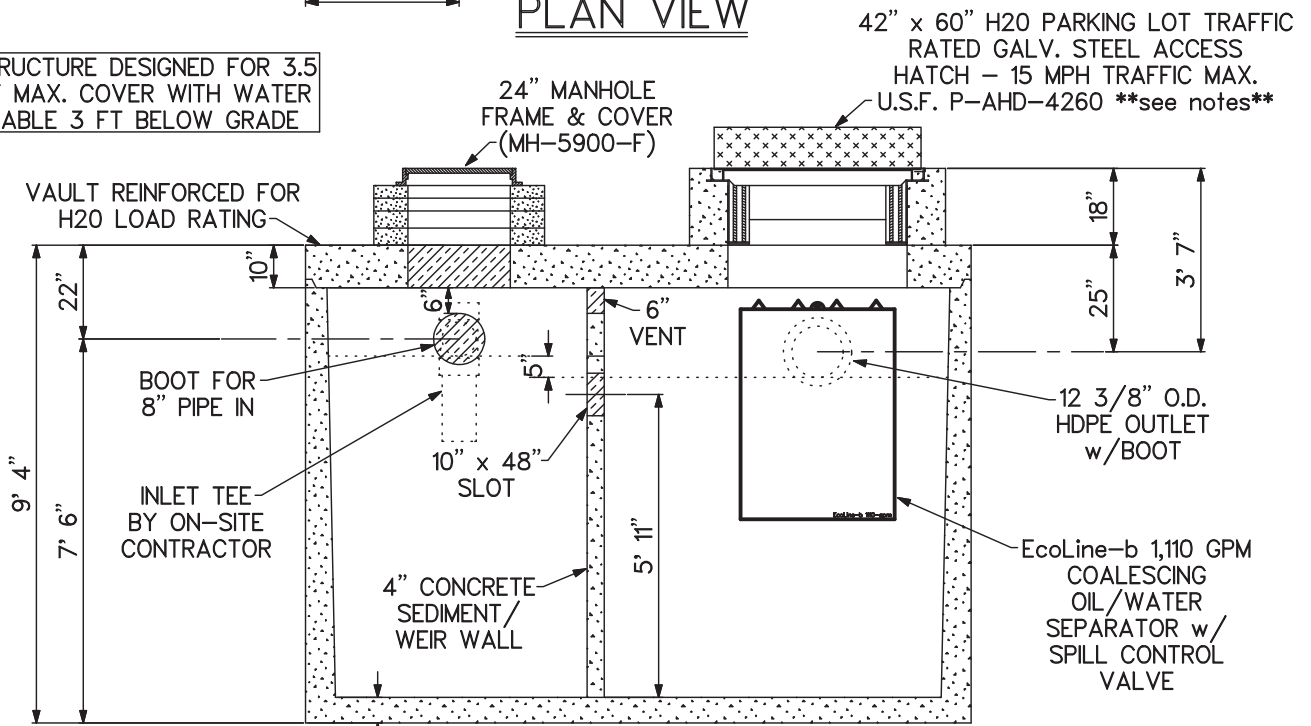 PLAN VIEW
42” x 60” H20 PARKING LOT TRAFFIC
RATED GALV. STEEL ACCESS
HATCH – 15 MPH TRAFFIC MAX.
U.S.F. P-AHD-4260 **see notes**
RUCTURE DESIGNED FOR 3.5
MAX. COVER WITH WATER
ABLE 3 FT BELOW GRADE
24” MANHOLE
FRAME & COVER
(MH-5900-F)
VAULT REINFORCED FOR
H20 LOAD RATING
18”
3’ 7”
25”
22”
10”
6”
6”
VENT
5”
BOOT FOR
8” PIPE IN
12 3/8” O.D.
HDPE OUTLET
w/BOOT
10” x 48”
SLOT
9’ 4”
7’ 6”
INLET TEE
BY ON-SITE
CONTRACTOR
5’ 11”
EcoLine-b 1,110 GPM
COALESCING
OIL/WATER
SEPARATOR w/
SPILL CONTROL
VALVE
4” CONCRETE
SEDIMENT/
WEIR WALL